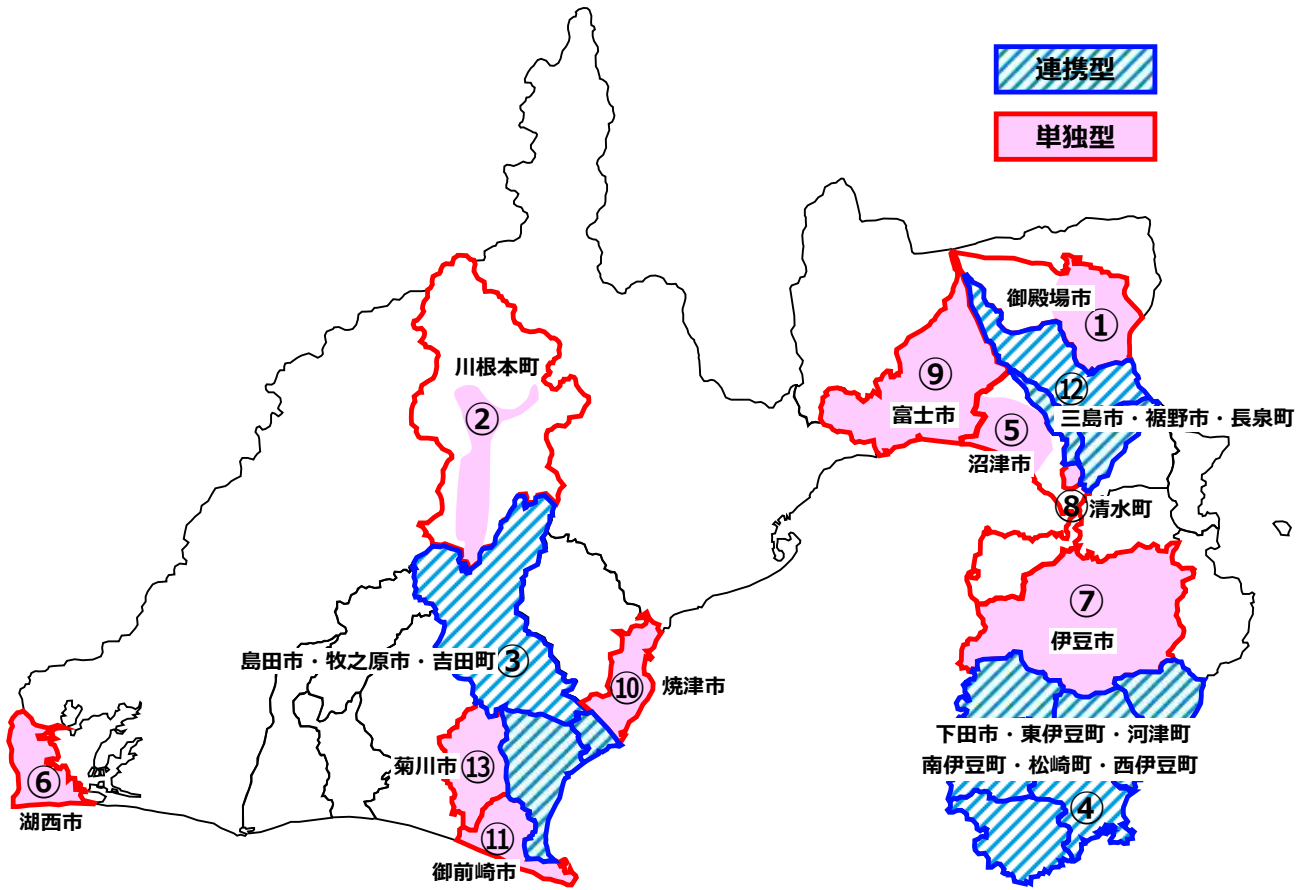 連携型
単独型
御殿場市
①
川根本町
②
⑨
富士市
⑫
三島市・裾野市・長泉町
⑤
沼津市
⑧清水町
⑦
伊豆市
島田市・牧之原市・吉田町③
⑩
焼津市
下田市・東伊豆町・河津町
南伊豆町・松崎町・西伊豆町
④
菊川市
⑬
⑥
湖西市
⑪
御前崎市